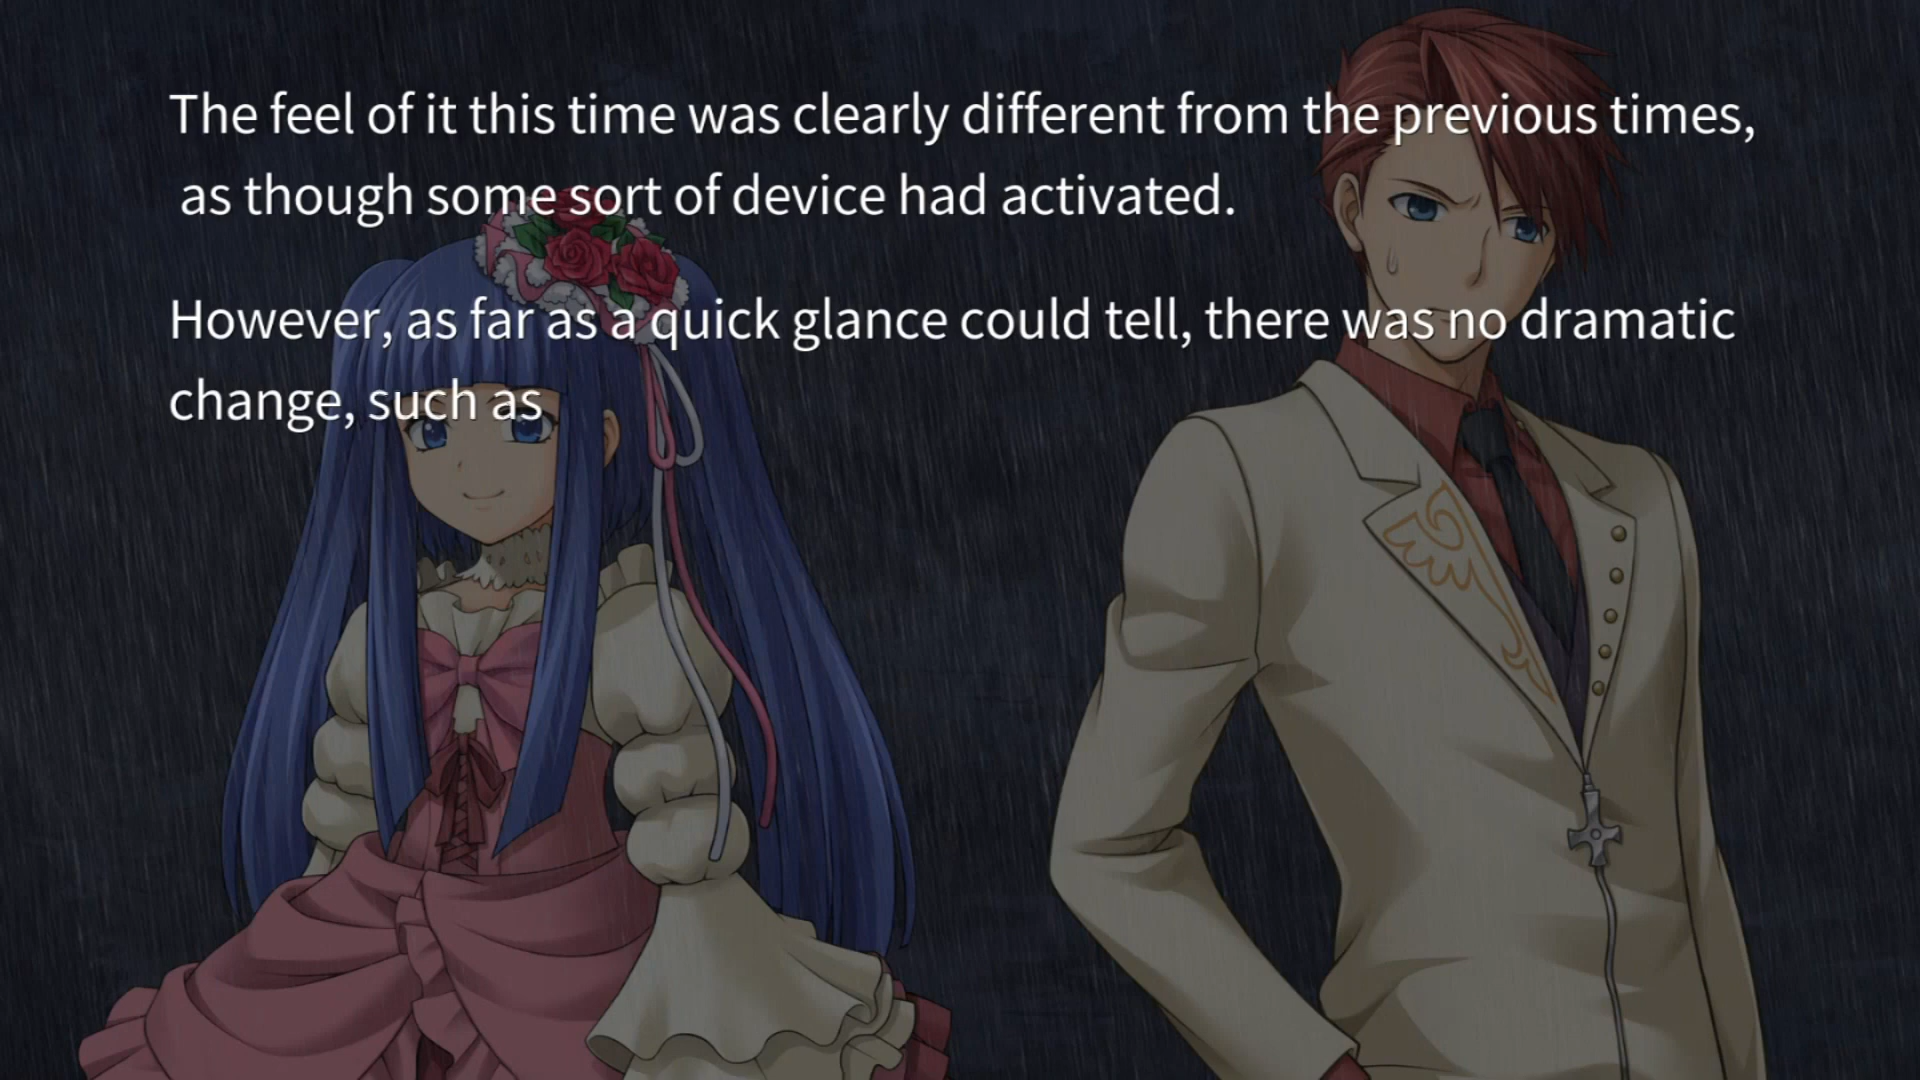 The feel of it this time was clearly different from the previous times,
as though some sort of device had activated.
However, as far as a quick glance could tell, there was no dramatic
change, such as